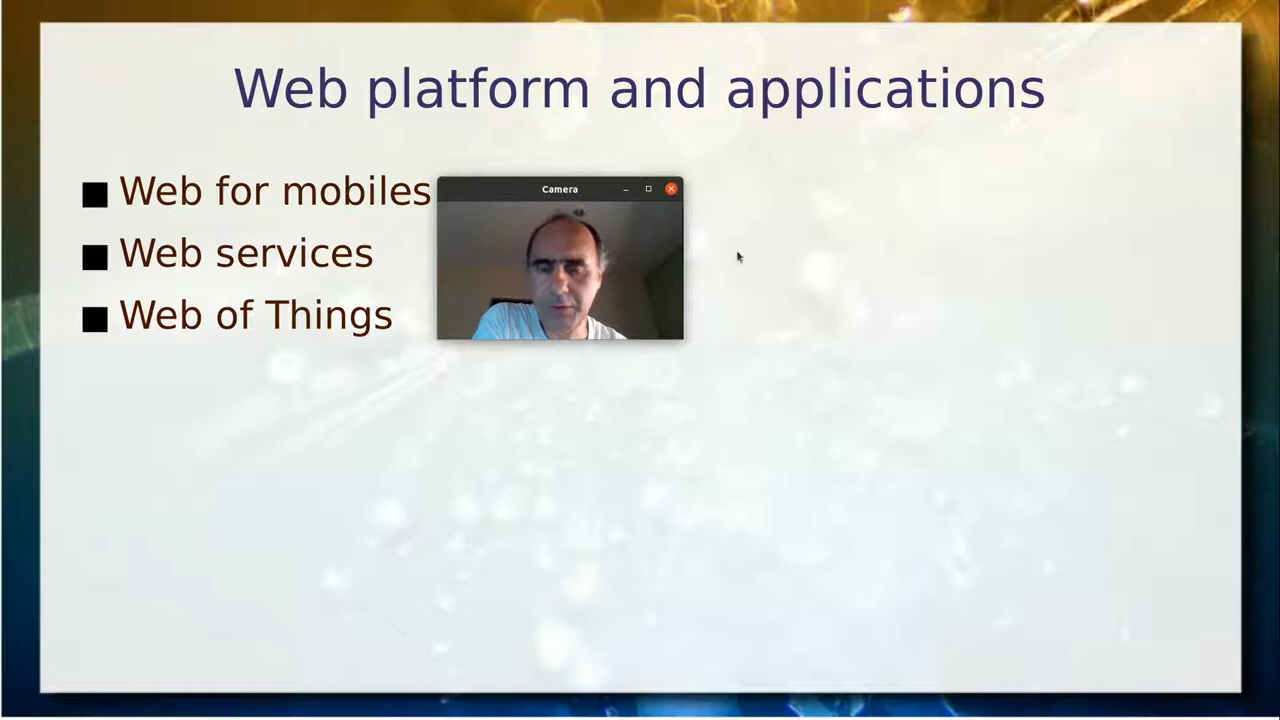 Web platform and applications
Web for mobiles
Camera
Web services
Web of Things